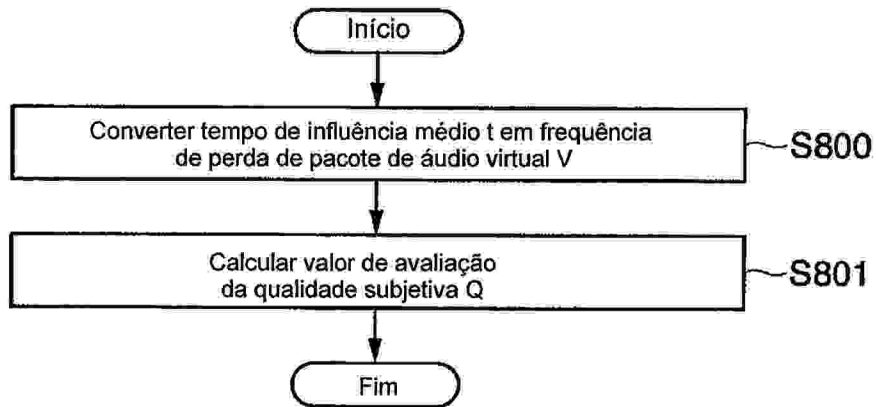 Início
Converter tempo de influência médio t em frequência
de perda de pacote de áudio virtual V
S800
Calcular valor de avaliação
da qualidade subjetiva Q
S801
Fim